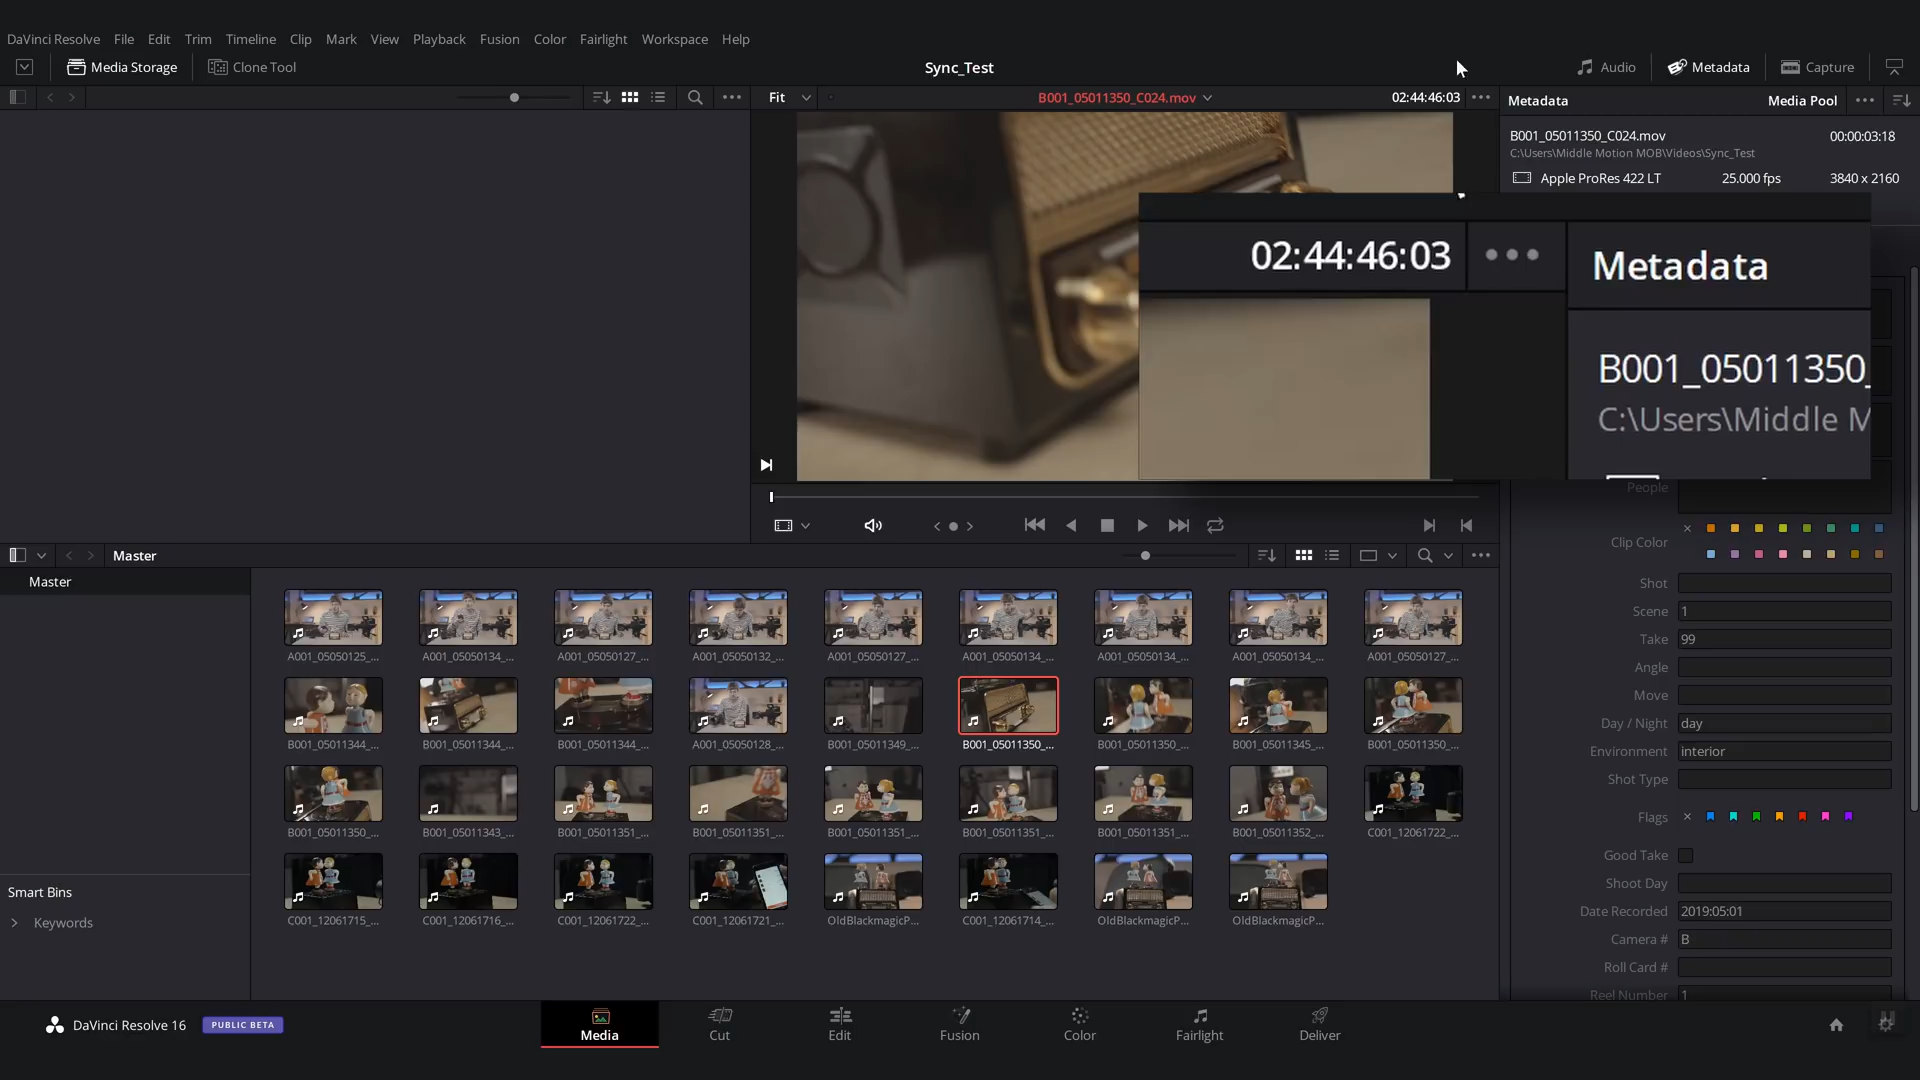 DaVinci Resolve File Edit Trim Timeline Clip Mark View Playback Fusion Color Fairlight Workspace Help
Media Storage Clone Tool Sync_Test Audio Metadata Capture
Fit B001_05011350_C024.mov 02:44:46:03 Metadata Media Pool
B001_05011350_C024.mov 00:00:03:18
C:\Users\Middle Motion MOB\Videos\Sync_Test
Apple ProRes 422 LT 25.000 fps 3840 x 2160
02:44:46:03 Metadata
B001_05011350_
C:\Users\Middle M
People
Clip Color
Shot
Scene 1
Take 99
Angle
Move
Day / Night day
Environment interior
Shot Type
Flags
Good Take
Shoot Day
Date Recorded 2019:05:01
Camera # B
Roll Card #
Reel Number 1
Master
Master
A001_05050125_... A001_05050134_... A001_05050127_... A001_05050132_... A001_05050127_... A001_05050134_... A001_05050134_... A001_05050134_... A001_05050127_...
B001_05011344_... B001_05011344_... B001_05011344_... A001_05050128_... B001_05011349_... B001_05011350_... B001_05011350_... B001_05011345_... B001_05011350_...
B001_05011350_... B001_05011343_... B001_05011351_... B001_05011351_... B001_05011351_... B001_05011351_... B001_05011351_... B001_05011352_... C001_12061722_...
C001_12061715_... C001_12061716_... C001_12061722_... C001_12061721_... OldBlackmagicP... C001_12061714_... OldBlackmagicP... OldBlackmagicP...
Smart Bins
Keywords
DaVinci Resolve 16 PUBLIC BETA
Media Cut Edit Fusion Color Fairlight Deliver